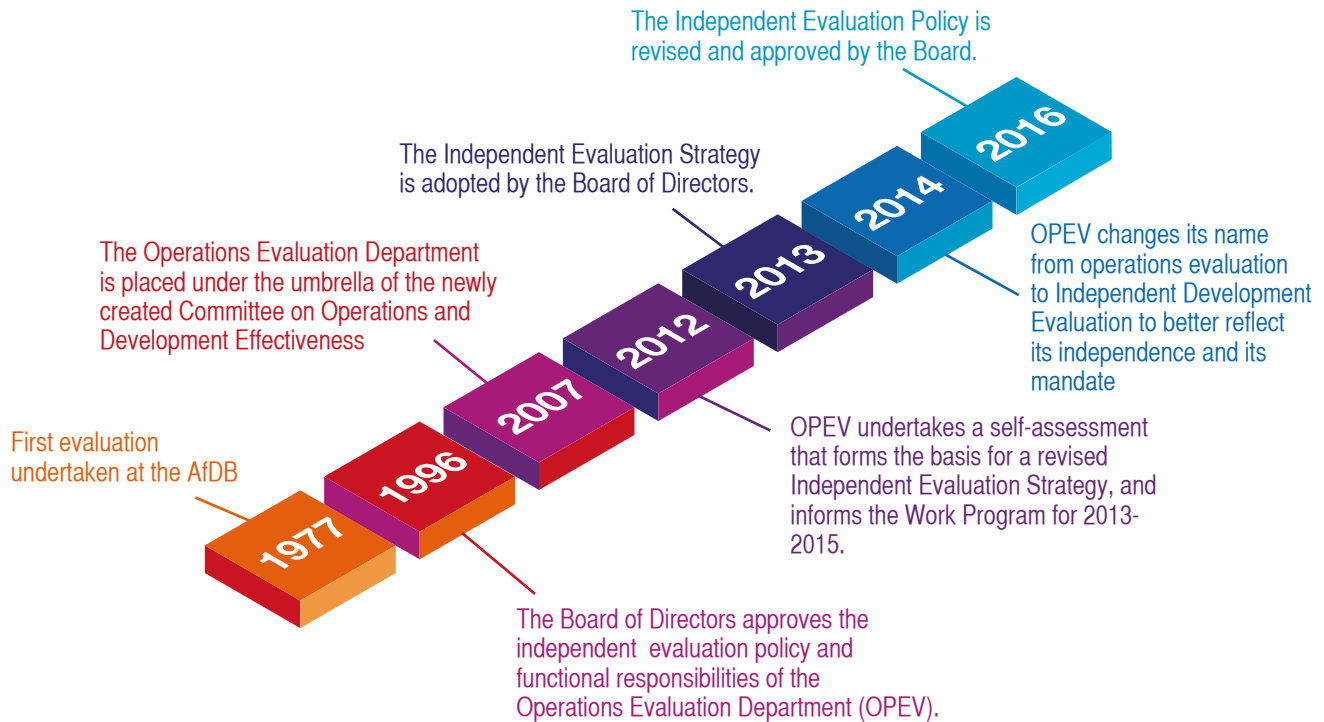 The Independent Evaluation Policy is
revised and approved by the Board.
2016
The Independent Evaluation Strategy
is adopted by the Board of Directors.
2014
OPEV changes its name
from operations evaluation
to Independent Development
Evaluation to better reflect
its independence and its
mandate
2013
The Operations Evaluation Department
is placed under the umbrella of the newly
created Committee on Operations and
Development Effectiveness
2012
2007
OPEV undertakes a self-assessment
that forms the basis for a revised
Independent Evaluation Strategy, and
informs the Work Program for 2013-
2015.
First evaluation
undertaken at the AfDB
1996
1977
The Board of Directors approves the
independent evaluation policy and
functional responsibilities of the
Operations Evaluation Department (OPEV).